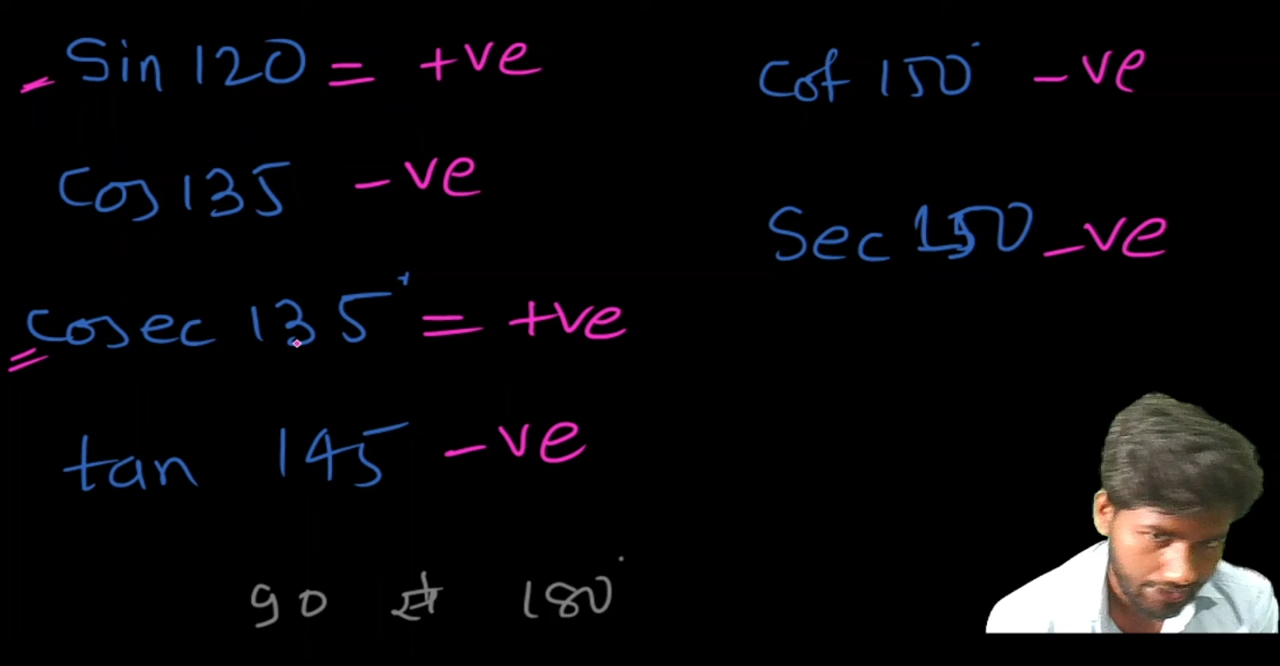 Sin 120 = +ve
cos 135 -ve
cosec 135° = +ve
tan 145 -ve
90 से 180°
cot 150° -ve
Sec 150 -ve